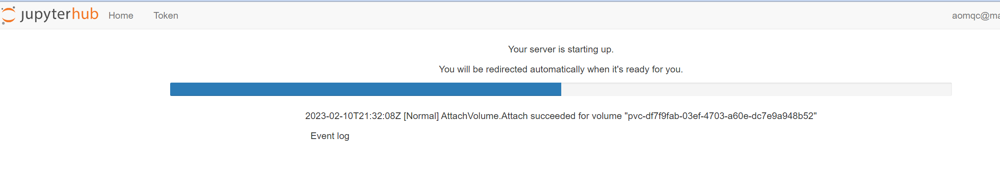 jupyterhub Home Token aomqc@ma
Your server is starting up.
You will be redirected automatically when it's ready for you.
2023-02-10T21:32:08Z [Normal] AttachVolume.Attach succeeded for volume "pvc-df7f9fab-03ef-4703-a60e-dc7e9a948b52"
Event log